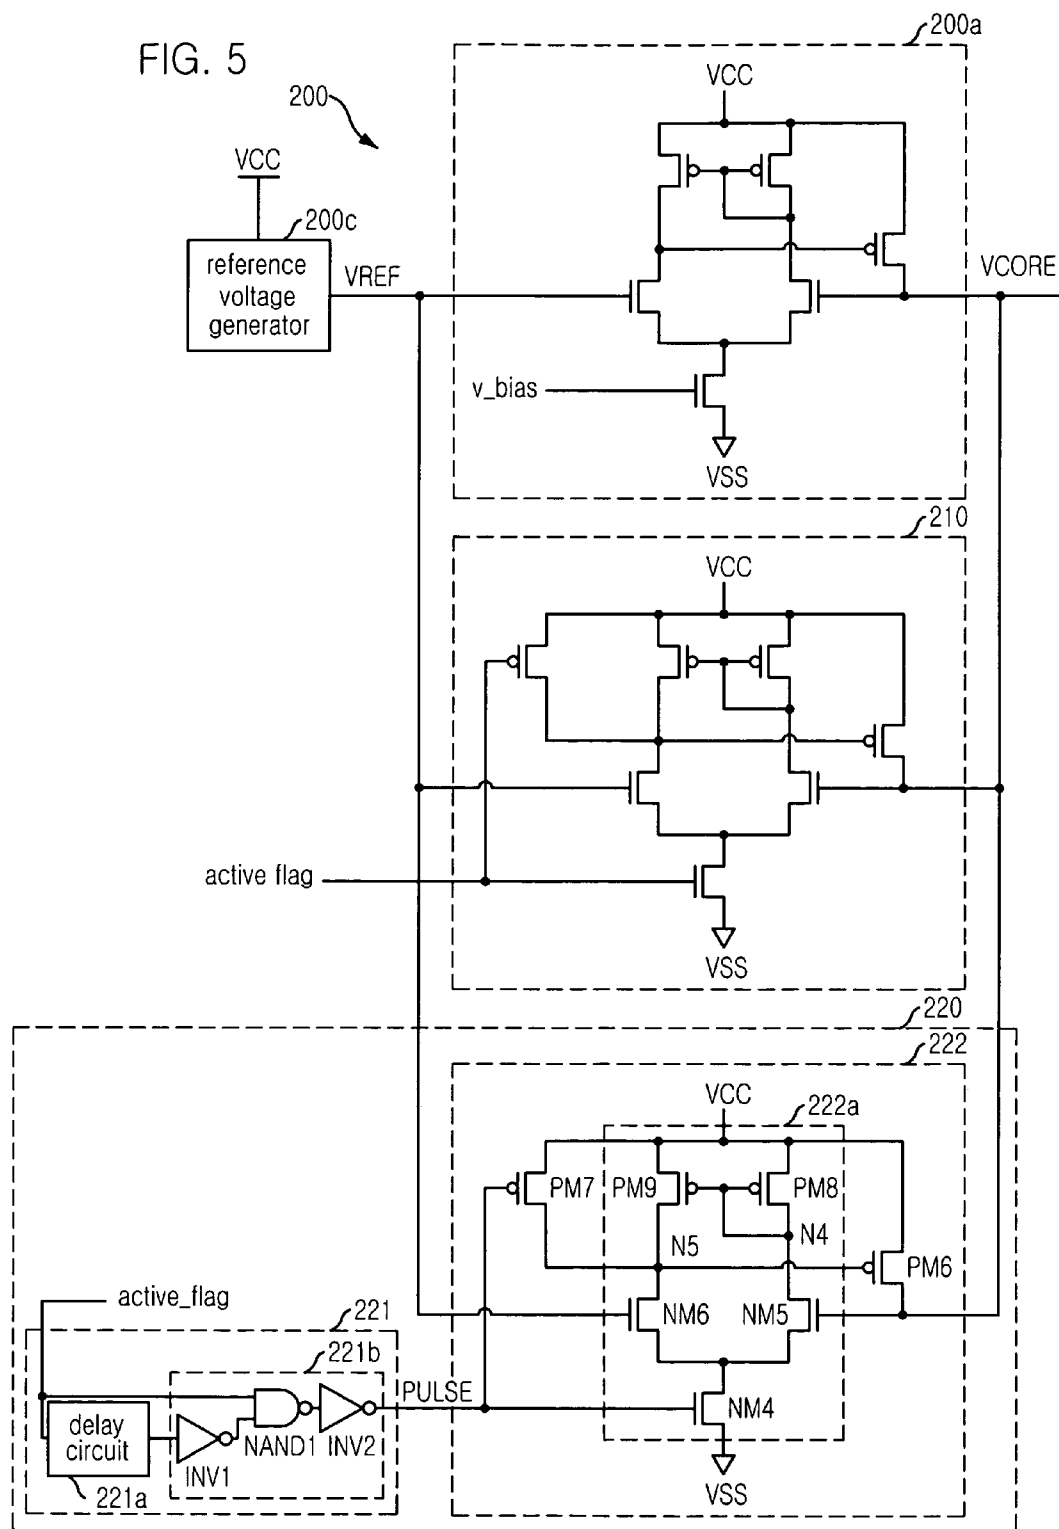 FIG. 5
200
200a
VCC
VCC
200c
reference
voltage
generator
VREF
VCORE
v_bias
VSS
210
VCC
active flag
VSS
220
222
VCC
222a
PM7
PM9
PM8
N5
N4
PM6
active_flag
NM6
NM5
221
221b
PULSE
NM4
delay
circuit
NAND1
INV2
INV1
221a
VSS